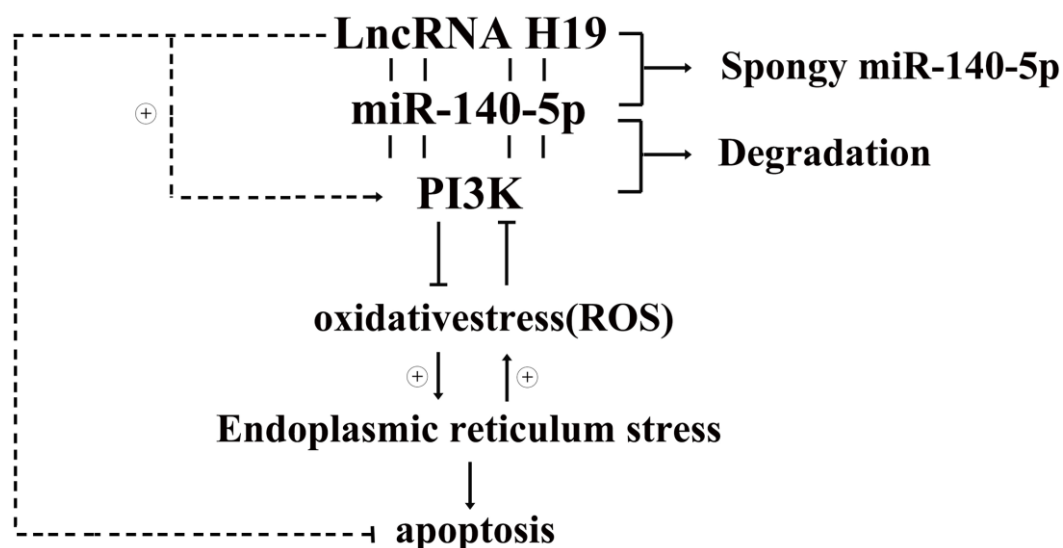 LncRNA H19
Spongy miR-140-5p
miR-140-5p
+
Degradation
PI3K
oxidativestress(ROS)
+ +
Endoplasmic reticulum stress
apoptosis